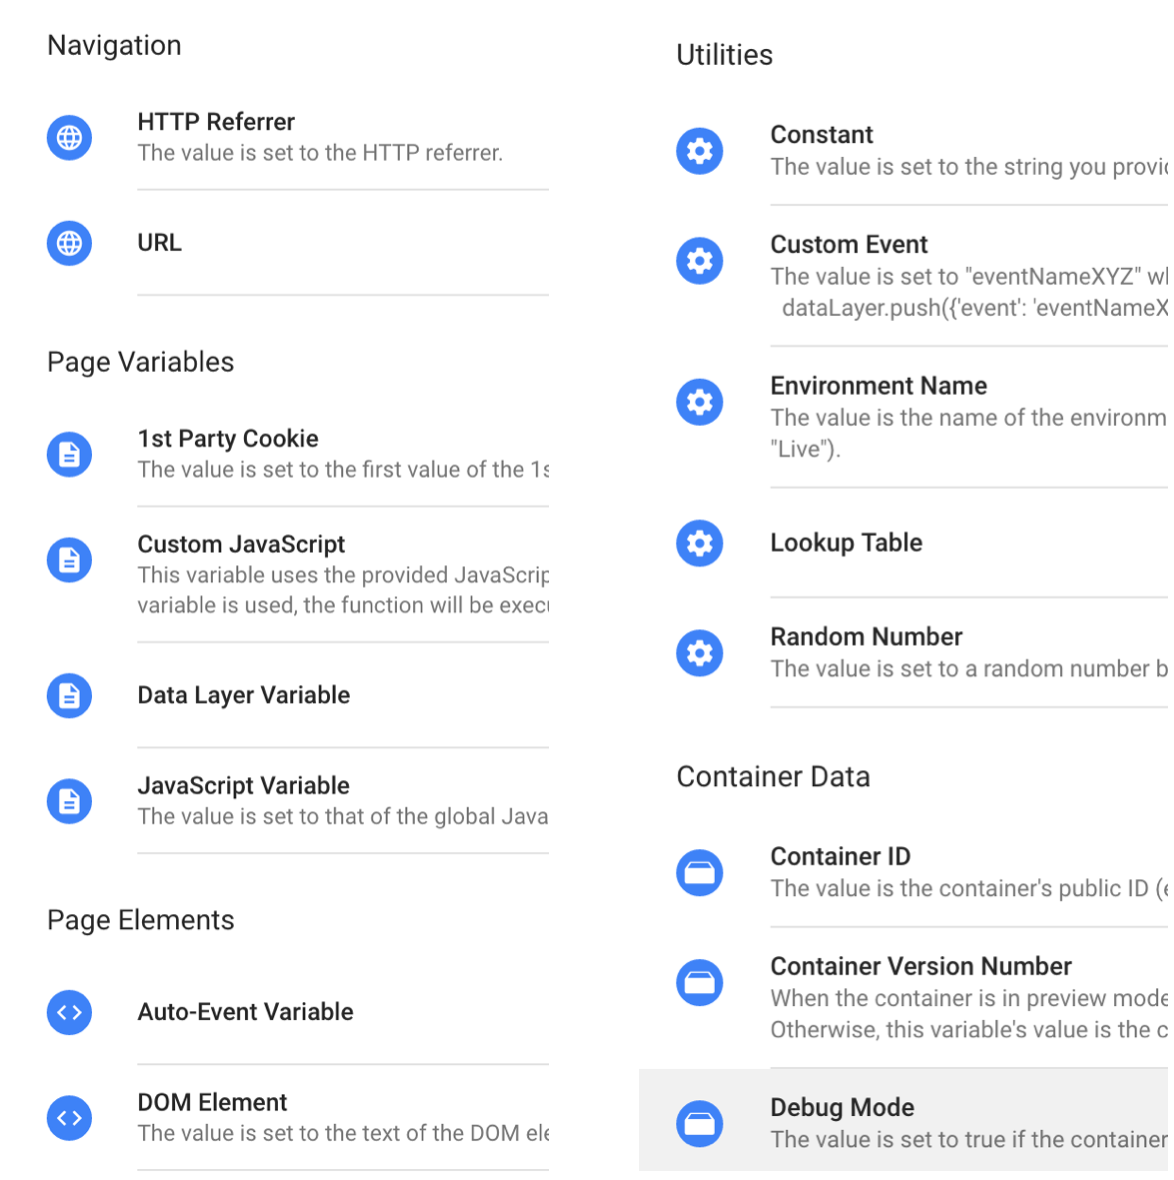 Navigation
HTTP Referrer
The value is set to the HTTP referrer.
URL
Page Variables
1st Party Cookie
The value is set to the first value of the 1s
Custom JavaScript
This variable uses the provided JavaScrip
variable is used, the function will be exec
Data Layer Variable
JavaScript Variable
The value is set to that of the global Java
Page Elements
Auto-Event Variable
DOM Element
The value is set to the text of the DOM ele
Utilities
Constant
The value is set to the string you provi
Custom Event
The value is set to "eventNameXYZ" wh
dataLayer.push({'event': 'eventNameX
Environment Name
The value is the name of the environm
"Live").
Lookup Table
Random Number
The value is set to a random number b
Container Data
Container ID
The value is the container's public ID (e
Container Version Number
When the container is in preview mode
Otherwise, this variable's value is the c
Debug Mode
The value is set to true if the container